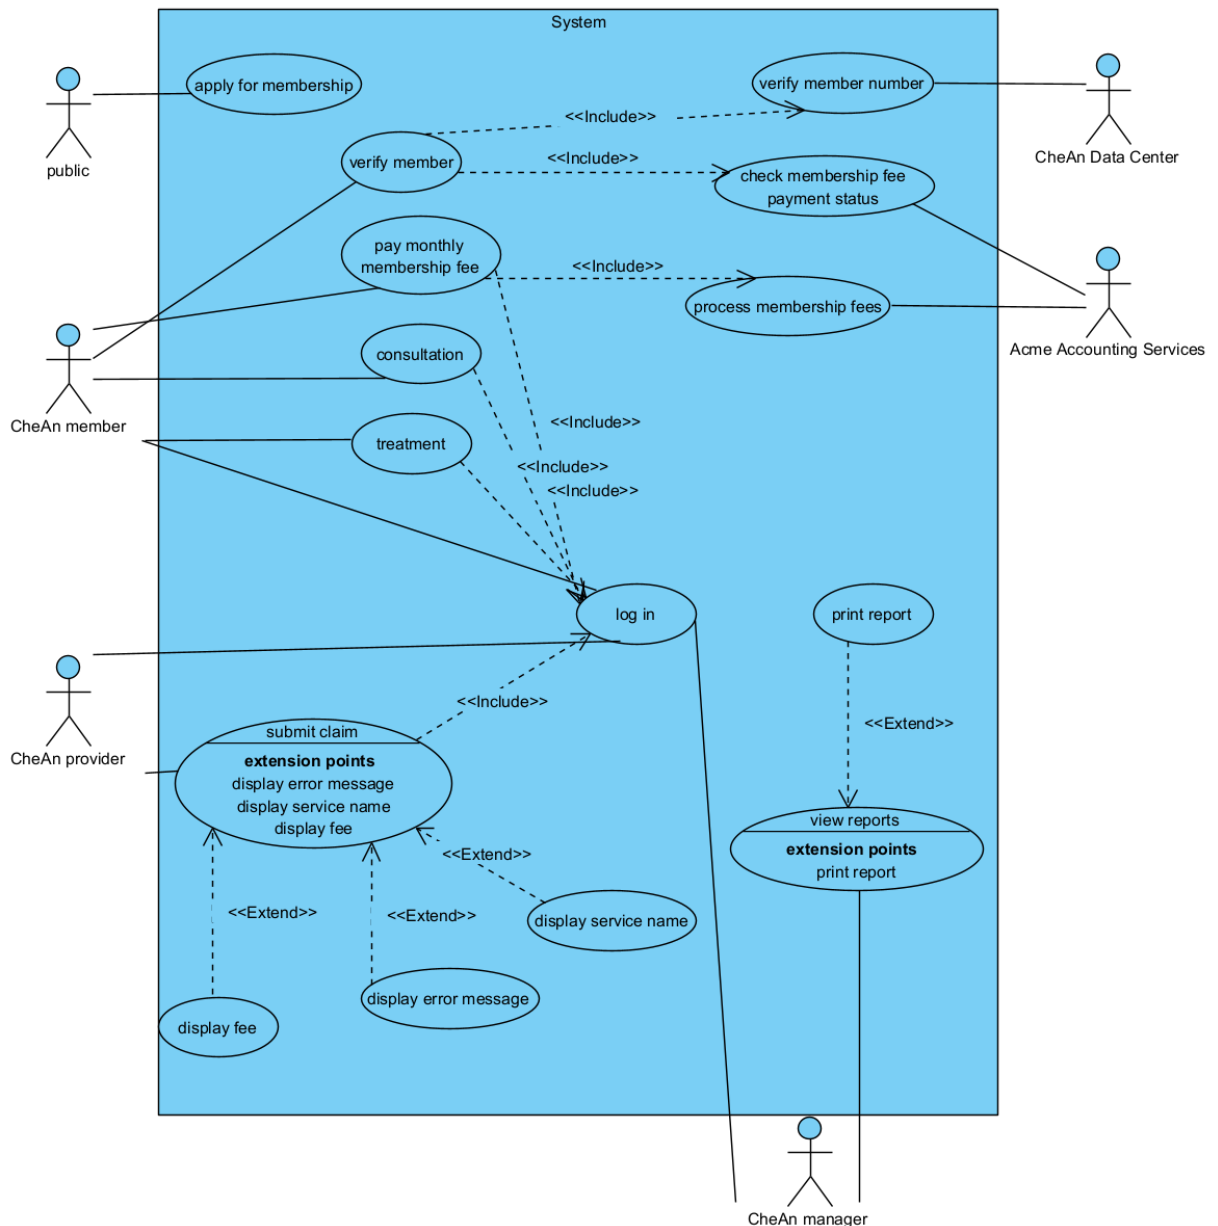 System
apply for membership
verify member number
<<Include>>
public
CheAn Data Center
verify member
<<Include>>
check membership fee
payment status
pay monthly
membership fee
<<Include>>
process membership fees
Acme Accounting Services
consultation
CheAn member
<<Include>>
treatment
<<Include>>
<<Include>>
log in
print report
<<Include>>
<<Extend>>
CheAn provider
submit claim
extension points
display error message
display service name
display fee
view reports
extension points
print report
<<Extend>>
<<Extend>>
<<Extend>>
display service name
display error message
display fee
CheAn manager